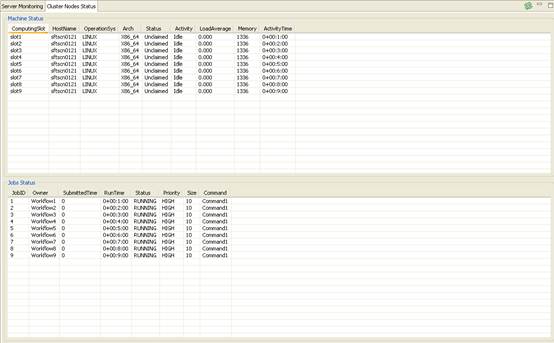 Server Monitoring Cluster Nodes Status
Machine Status
ComputingSlot HostName OperationSys Arch Status Activity LoadAverage Memory ActivityTime
slot1 sftscn0121 LINUX X86_64 Unclaimed Idle 0.000 1336 0+00:1:00
slot2 sftscn0121 LINUX X86_64 Unclaimed Idle 0.000 1336 0+00:2:00
slot3 sftscn0121 LINUX X86_64 Unclaimed Idle 0.000 1336 0+00:3:00
slot4 sftscn0121 LINUX X86_64 Unclaimed Idle 0.000 1336 0+00:4:00
slot5 sftscn0121 LINUX X86_64 Unclaimed Idle 0.000 1336 0+00:5:00
slot6 sftscn0121 LINUX X86_64 Unclaimed Idle 0.000 1336 0+00:6:00
slot7 sftscn0121 LINUX X86_64 Unclaimed Idle 0.000 1336 0+00:7:00
slot8 sftscn0121 LINUX X86_64 Unclaimed Idle 0.000 1336 0+00:8:00
slot9 sftscn0121 LINUX X86_64 Unclaimed Idle 0.000 1336 0+00:9:00
Jobs Status
JobID Owner SubmittedTime RunTime Status Priority Size Command
1 Workflow1 0 0+00:1:00 RUNNING HIGH 10 Command1
2 Workflow2 0 0+00:2:00 RUNNING HIGH 10 Command1
3 Workflow3 0 0+00:3:00 RUNNING HIGH 10 Command1
4 Workflow4 0 0+00:4:00 RUNNING HIGH 10 Command1
5 Workflow5 0 0+00:5:00 RUNNING HIGH 10 Command1
6 Workflow6 0 0+00:6:00 RUNNING HIGH 10 Command1
7 Workflow7 0 0+00:7:00 RUNNING HIGH 10 Command1
8 Workflow8 0 0+00:8:00 RUNNING HIGH 10 Command1
9 Workflow9 0 0+00:9:00 RUNNING HIGH 10 Command1